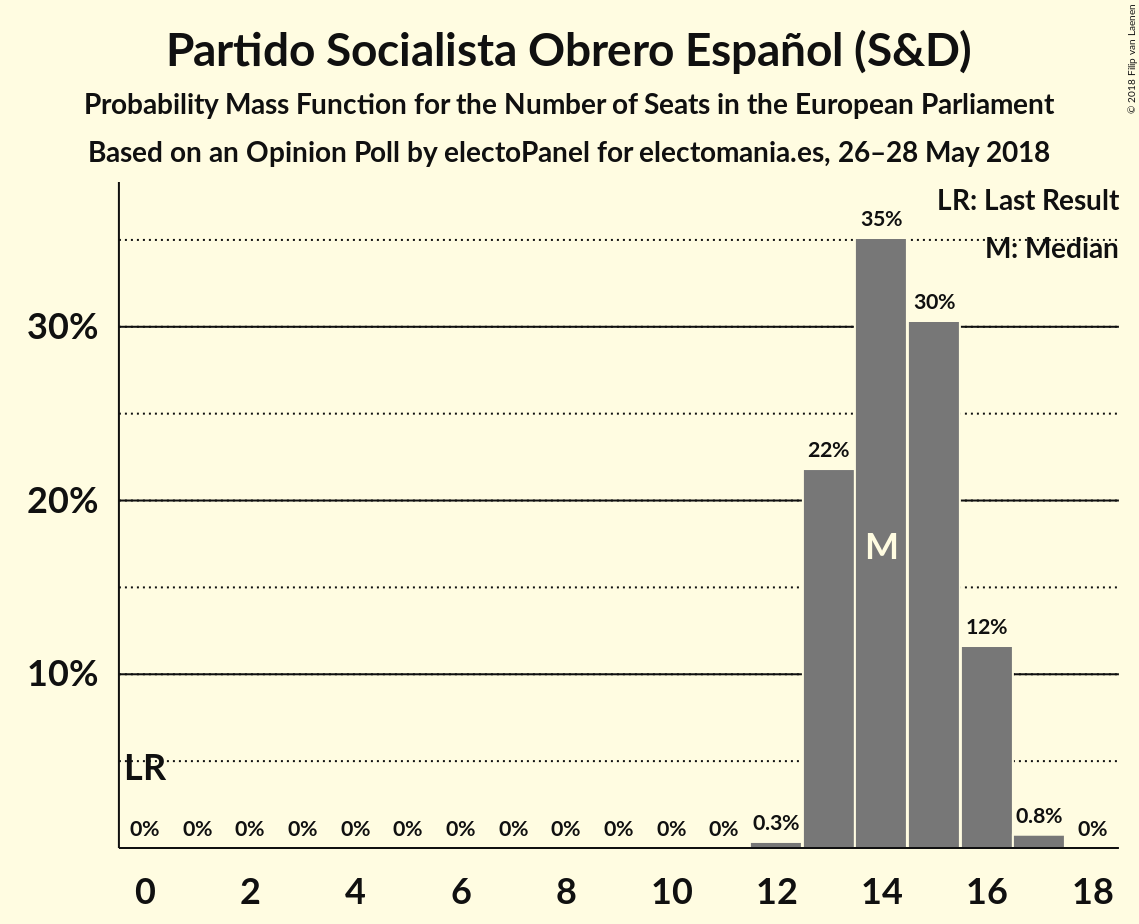 © 2018 Filip van Laenen
Partido Socialista Obrero Español (S&D)
Probability Mass Function for the Number of Seats in the European Parliament
Based on an Opinion Poll by electoPanel for electomania.es, 26–28 May 2018
LR: Last Result
M: Median
35%
30%
30%
22%
20%
M
12%
10%
LR
0% 0% 0% 0% 0% 0% 0% 0% 0% 0% 0% 0% 0.3% 0.8% 0%
0 2 4 6 8 10 12 14 16 18